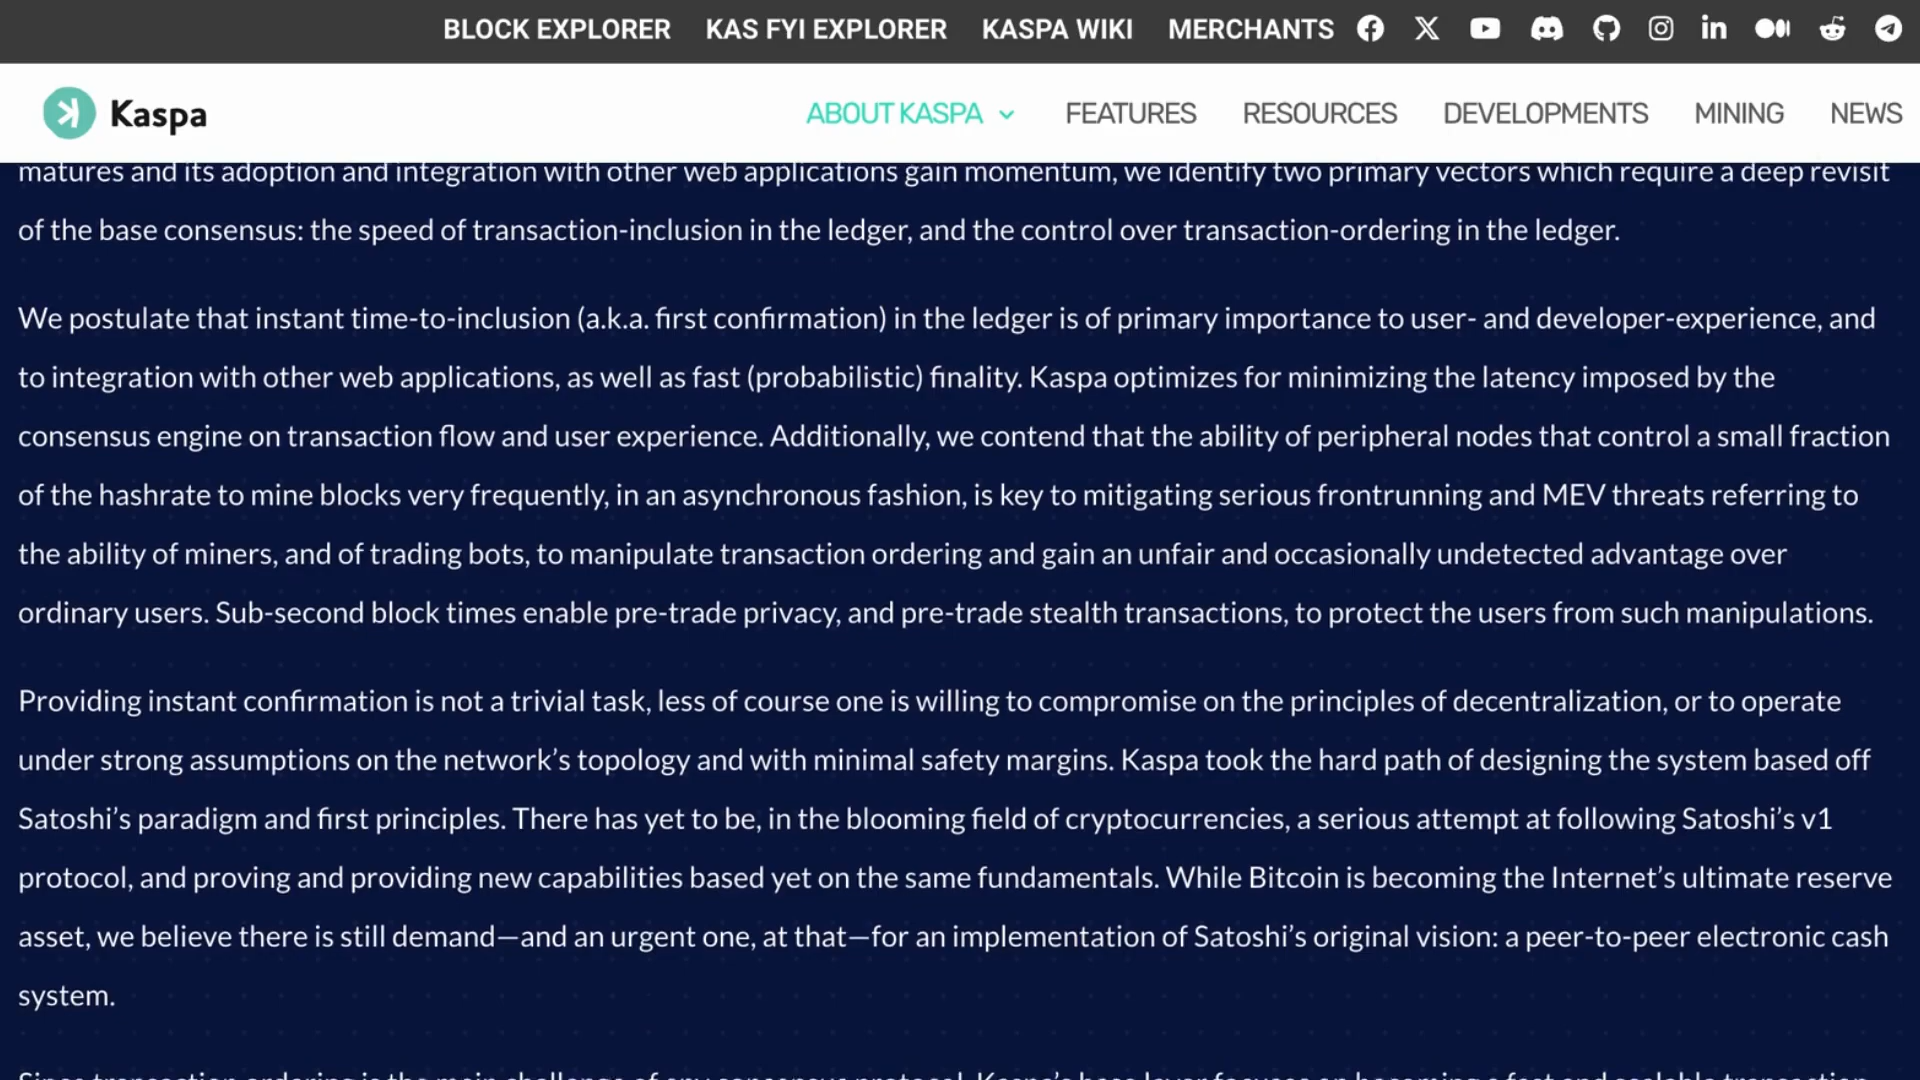 BLOCK EXPLORER KAS FYI EXPLORER KASPA WIKI MERCHANTS
Kaspa ABOUT KASPA FEATURES RESOURCES DEVELOPMENTS MINING NEWS
matures and its adoption and integration with other web applications gain momentum, we identify two primary vectors which require a deep revisit
of the base consensus: the speed of transaction-inclusion in the ledger, and the control over transaction-ordering in the ledger.
We postulate that instant time-to-inclusion (a.k.a. first confirmation) in the ledger is of primary importance to user- and developer-experience, and
to integration with other web applications, as well as fast (probabilistic) finality. Kaspa optimizes for minimizing the latency imposed by the
consensus engine on transaction flow and user experience. Additionally, we contend that the ability of peripheral nodes that control a small fraction
of the hashrate to mine blocks very frequently, in an asynchronous fashion, is key to mitigating serious frontrunning and MEV threats referring to
the ability of miners, and of trading bots, to manipulate transaction ordering and gain an unfair and occasionally undetected advantage over
ordinary users. Sub-second block times enable pre-trade privacy, and pre-trade stealth transactions, to protect the users from such manipulations.
Providing instant confirmation is not a trivial task, less of course one is willing to compromise on the principles of decentralization, or to operate
under strong assumptions on the network’s topology and with minimal safety margins. Kaspa took the hard path of designing the system based off
Satoshi’s paradigm and first principles. There has yet to be, in the blooming field of cryptocurrencies, a serious attempt at following Satoshi’s v1
protocol, and proving and providing new capabilities based yet on the same fundamentals. While Bitcoin is becoming the Internet’s ultimate reserve
asset, we believe there is still demand—and an urgent one, at that—for an implementation of Satoshi’s original vision: a peer-to-peer electronic cash
system.